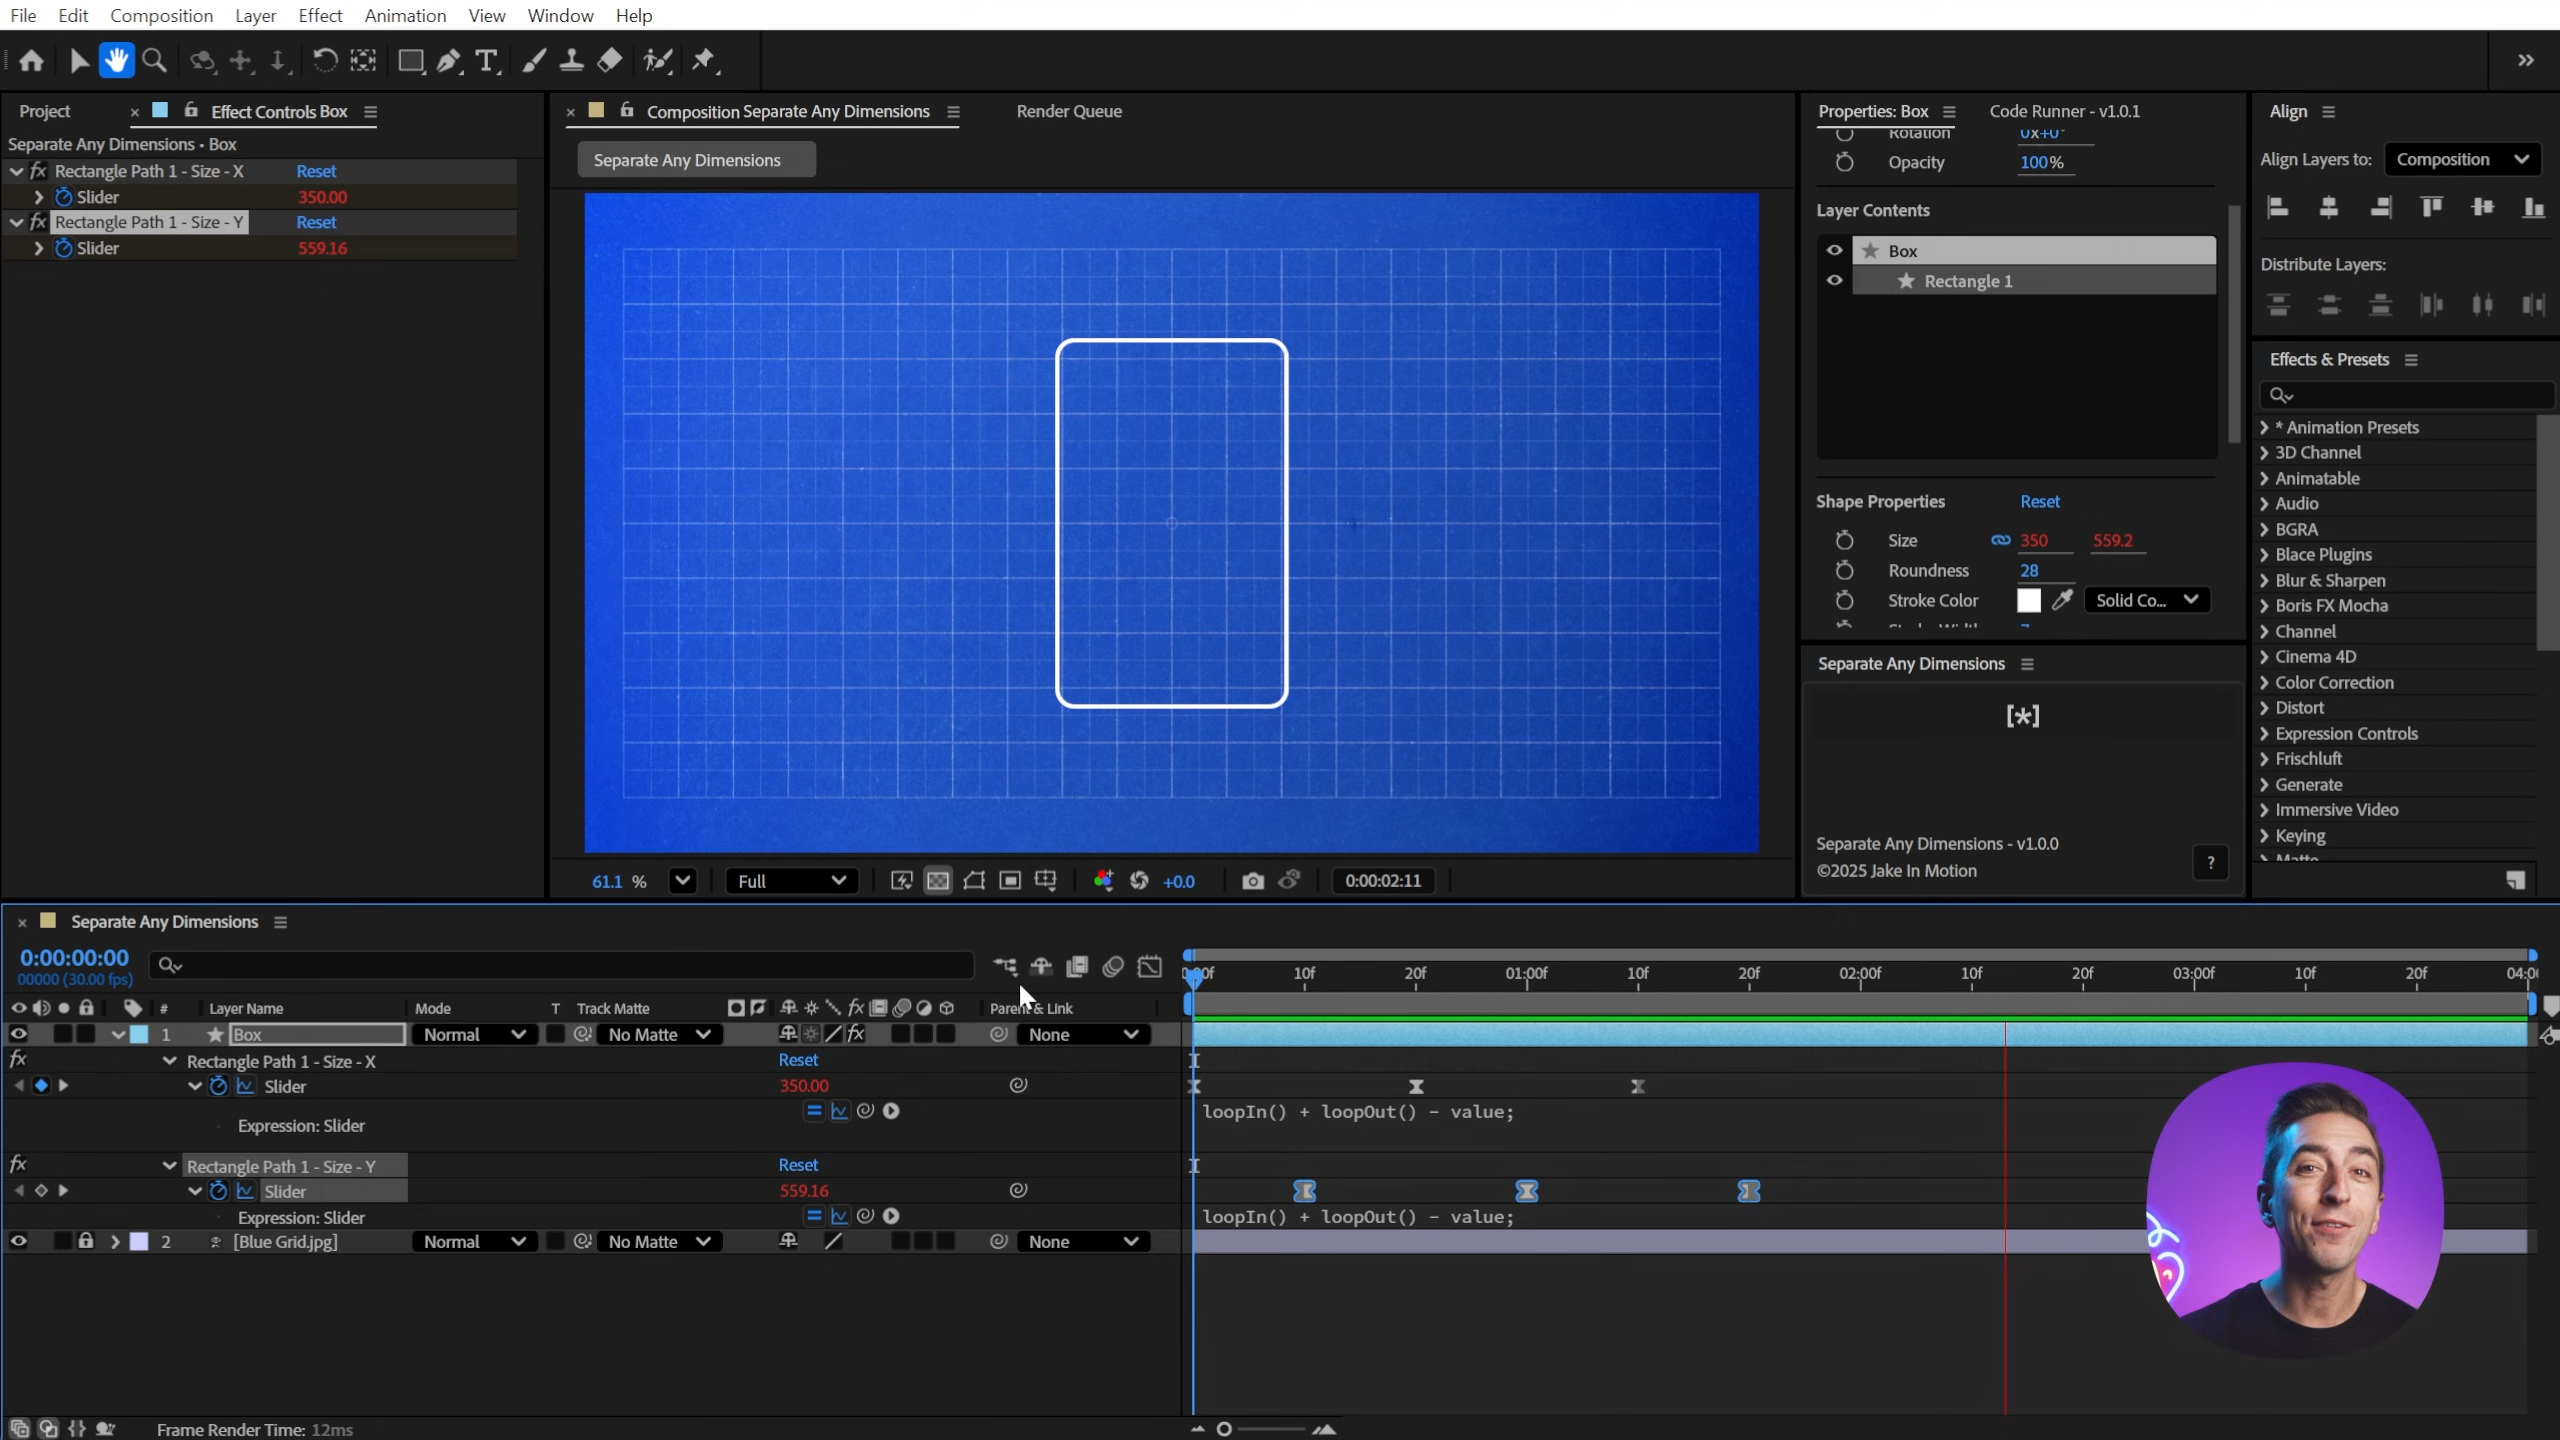 File Edit Composition Layer Effect Animation View Window Help
Project
Effect Controls Box
Separate Any Dimensions • Box
Rectangle Path 1 - Size - X Reset
Slider 350.00
Rectangle Path 1 - Size - Y Reset
Slider 559.16
Composition Separate Any Dimensions
Render Queue
Separate Any Dimensions
61.1 %
Full
+0.0
0:00:02:11
Properties: Box
Code Runner - v1.0.1
Rotation 0x+0°
Opacity 100%
Layer Contents
Box
Rectangle 1
Shape Properties Reset
Size 350 559.2
Roundness 28
Stroke Color Solid Co...
Separate Any Dimensions
[*]
Separate Any Dimensions - v1.0.0
©2025 Jake In Motion
?
Align
Align Layers to: Composition
Distribute Layers:
Effects & Presets
* Animation Presets
3D Channel
Animatable
Audio
BGRA
Blace Plugins
Blur & Sharpen
Boris FX Mocha
Channel
Cinema 4D
Color Correction
Distort
Expression Controls
Frischluft
Generate
Immersive Video
Keying
Matte
Separate Any Dimensions
0:00:00:00
00000 (30.00 fps)
10f 20f 01:00f 10f 20f 02:00f 10f 20f 03:00f 10f 20f
# Layer Name Mode T Track Matte Parent & Link
1 Box Normal No Matte None
fx Rectangle Path 1 - Size - X Reset
Slider 350.00
loopIn() + loopOut() - value;
Expression: Slider
fx Rectangle Path 1 - Size - Y Reset
Slider 559.16
Expression: Slider loopIn() + loopOut() - value;
2 [Blue Grid.jpg] Normal No Matte None
Frame Render Time: 12ms